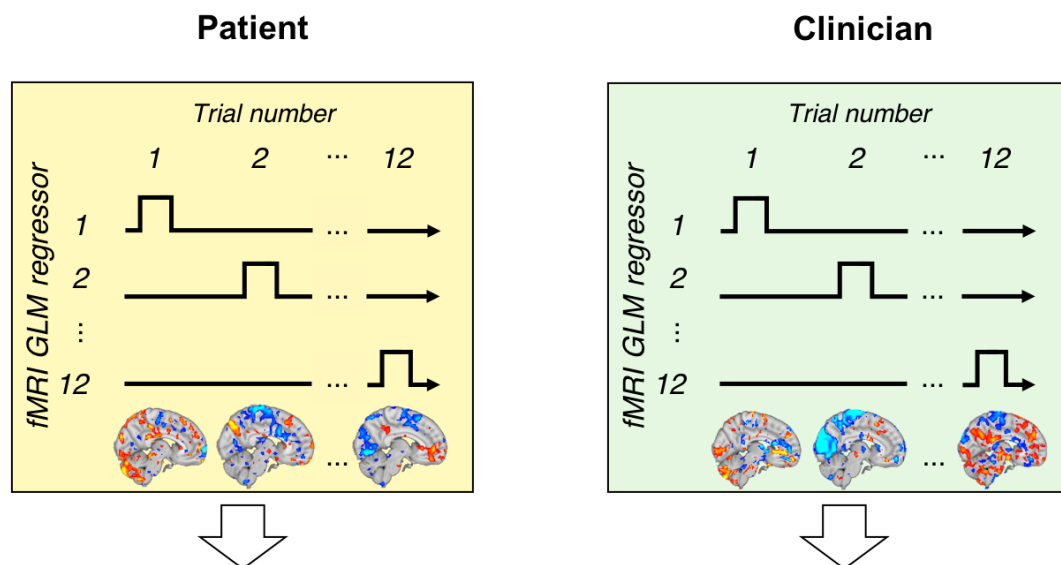 Patient
Trial number
1 2 ... 12
fMRI GLM regressor
1 ...
2 ...
...
12 ...
...
Clinician
Trial number
1 2 ... 12
fMRI GLM regressor
1 ...
2 ...
...
12 ...
...